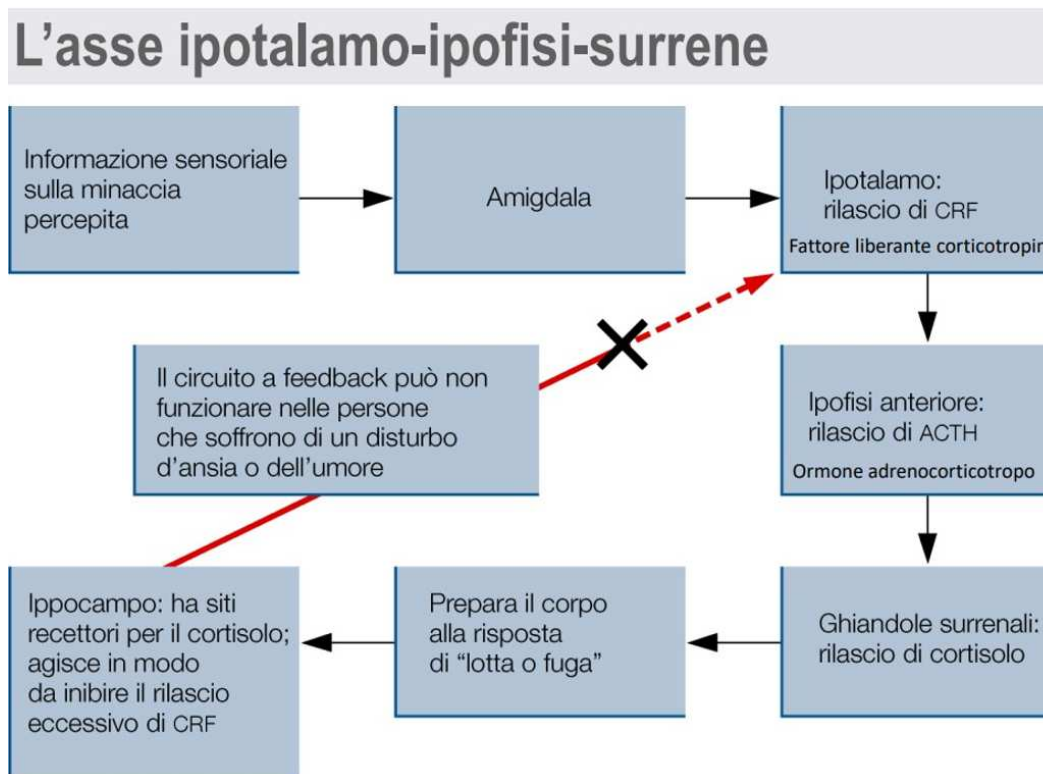 L'asse ipotalamo-ipofisi-surrene
Informazione sensoriale
sulla minaccia
percepita
Amigdala
Ipotalamo:
rilascio di CRF
Fattore liberante corticotropin
Il circuito a feedback può non
funzionare nelle persone
che soffrono di un disturbo
d'ansia o dell'umore
Ipofisi anteriore:
rilascio di ACTH
Ormone adrenocorticotropo
Ippocampo: ha siti
recettori per il cortisolo;
agisce in modo
da inibire il rilascio
eccessivo di CRF
Prepara il corpo
alla risposta
di "lotta o fuga"
Ghiandole surrenali:
rilascio di cortisolo